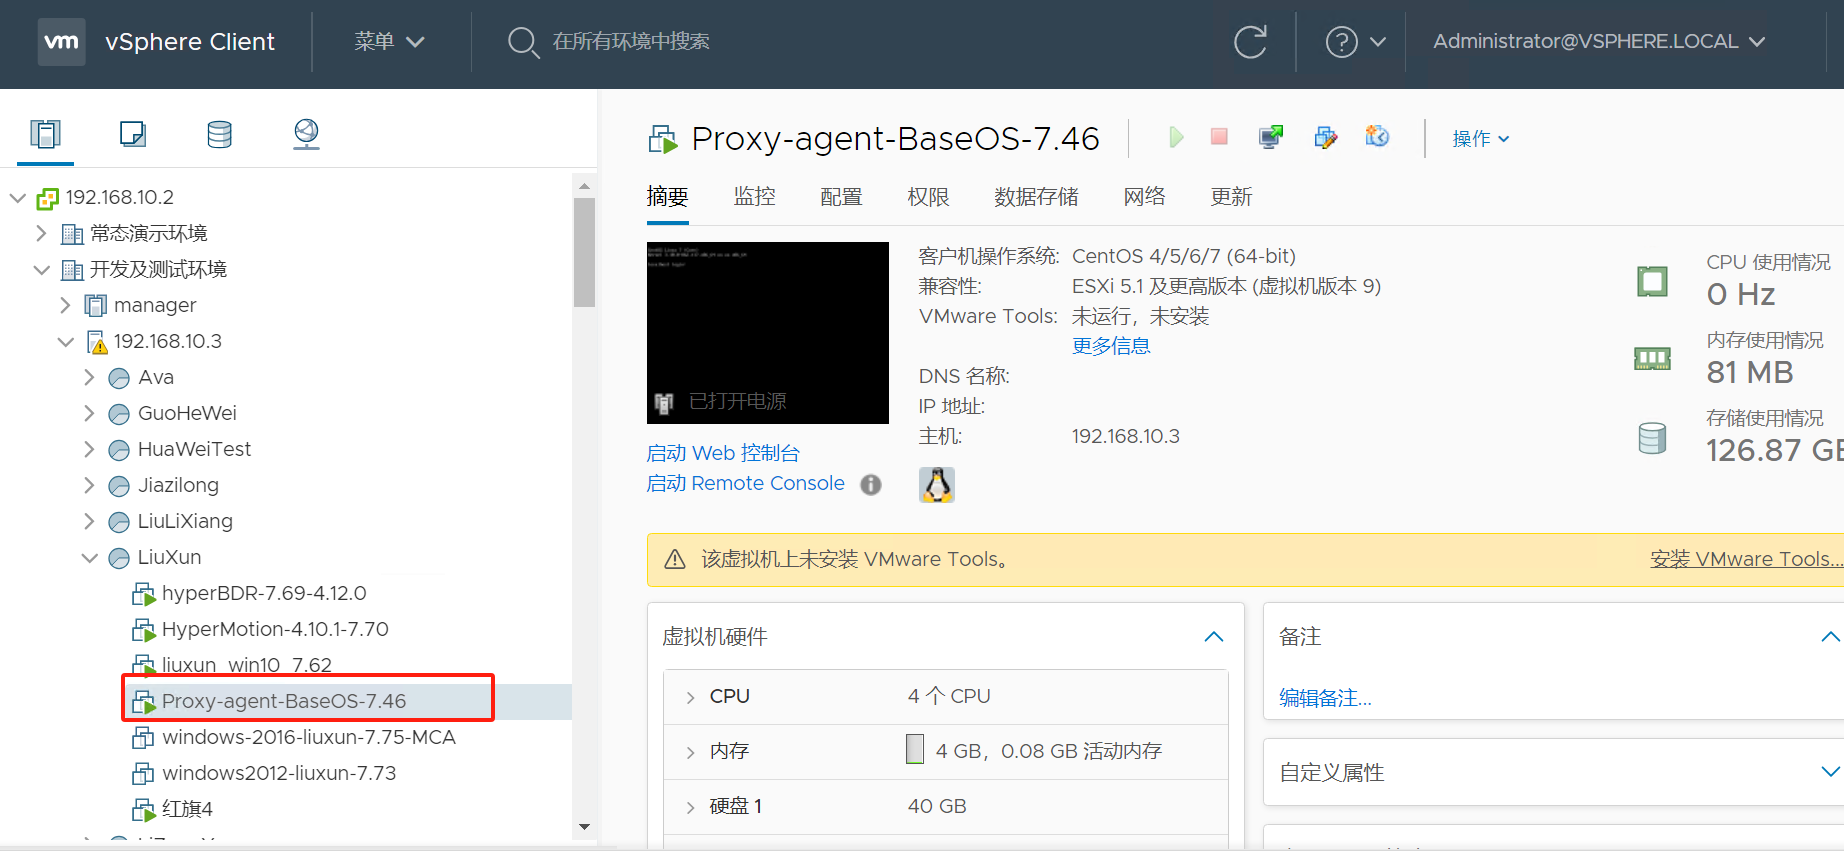 vm vSphere Client 菜单 在所有环境中搜索 Administrator@VSPHERE.LOCAL
192.168.10.2
常态演示环境
开发及测试环境
manager
192.168.10.3
Ava
GuoHeWei
HuaWeiTest
Jiazilong
LiuLiXiang
LiuXun
hyperBDR-7.69-4.12.0
HyperMotion-4.10.1-7.70
liuxun_win10_7.62
Proxy-agent-BaseOS-7.46
windows-2016-liuxun-7.75-MCA
windows2012-liuxun-7.73
红旗4
Proxy-agent-BaseOS-7.46 操作
摘要 监控 配置 权限 数据存储 网络 更新
已打开电源
启动 Web 控制台
启动 Remote Console
客户机操作系统: CentOS 4/5/6/7 (64-bit)
兼容性: ESXi 5.1 及更高版本 (虚拟机版本 9)
VMware Tools: 未运行，未安装
更多信息
DNS 名称:
IP 地址:
主机: 192.168.10.3
CPU 使用情况
0 Hz
内存使用情况
81 MB
存储使用情况
126.87 GB
该虚拟机上未安装 VMware Tools。 安装 VMware Tools...
虚拟机硬件
CPU 4 个 CPU
内存 4 GB，0.08 GB 活动内存
硬盘 1 40 GB
备注
编辑备注...
自定义属性